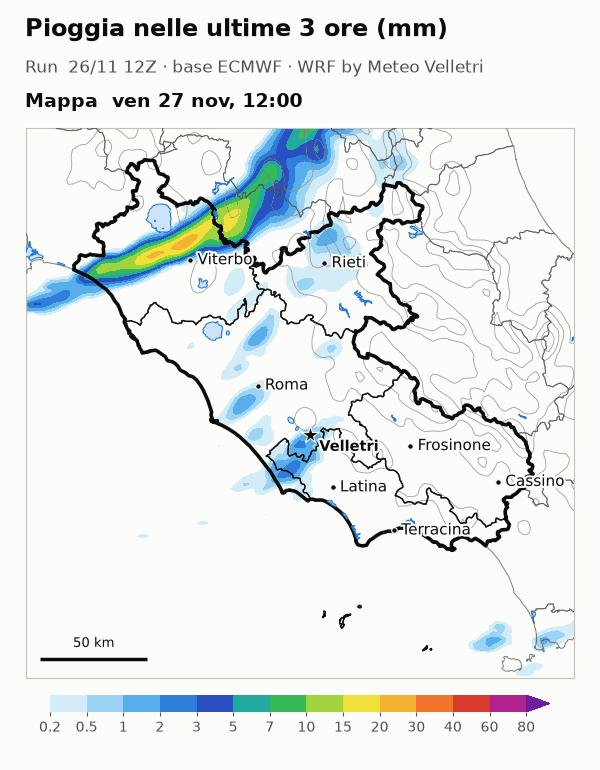 Pioggia nelle ultime 3 ore (mm)
Run  26/11 12Z · base ECMWF · WRF by Meteo Velletri
Mappa  ven 27 nov, 12:00
Viterbo
Rieti
Roma
Velletri
Frosinone
Latina
Cassino
Terracina
50 km
0.2 0.5 1 2 3 5 7 10 15 20 30 40 60 80